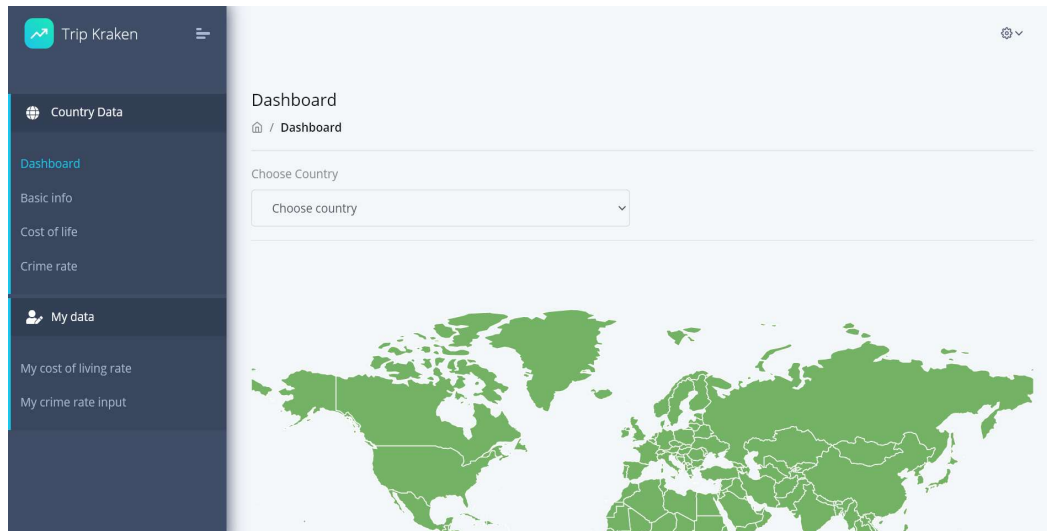 Trip Kraken
Country Data
Dashboard
Basic info
Cost of life
Crime rate
My data
My cost of living rate
My crime rate input
Dashboard
/ Dashboard
Choose Country
Choose country